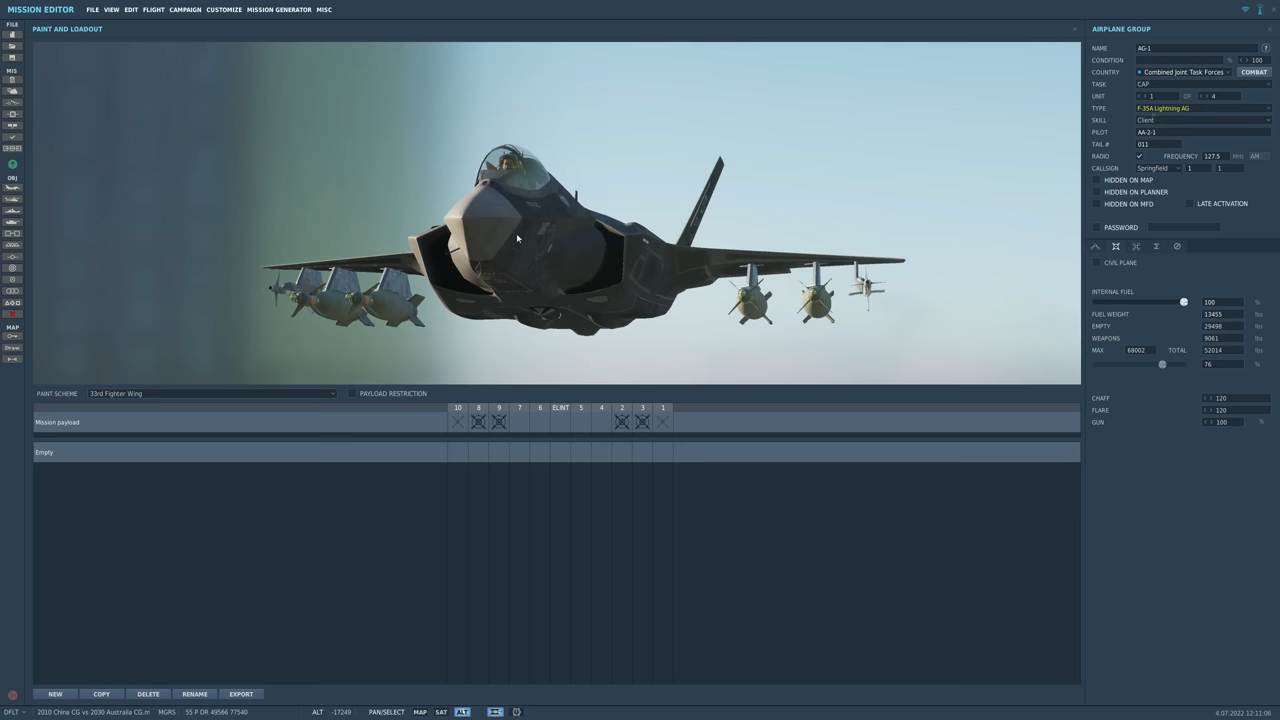 MISSION EDITOR
FILE VIEW EDIT FLIGHT CAMPAIGN CUSTOMIZE MISSION GENERATOR MISC
FILE
MIS
OBJ
MAP
Draw
PAINT AND LOADOUT
PAINT SCHEME 33rd Fighter Wing PAYLOAD RESTRICTION
10 8 9 7 6 ELINT 5 4 2 3 1
Mission payload
Empty
NEW COPY DELETE RENAME EXPORT
AIRPLANE GROUP
NAME AG-1 ?
CONDITION % < > 100
COUNTRY Combined Joint Task Forces COMBAT
TASK CAP
UNIT < > 1 OF < > 4
TYPE F-35A Lightning AG
SKILL Client
PILOT AA-2-1
TAIL # 011
RADIO FREQUENCY 127.5 MHz AM
CALLSIGN Springfield 1 1
HIDDEN ON MAP
HIDDEN ON PLANNER
HIDDEN ON MFD LATE ACTIVATION
PASSWORD
CIVIL PLANE
INTERNAL FUEL
100 %
FUEL WEIGHT 13455 lbs
EMPTY 29498 lbs
WEAPONS 9061 lbs
MAX 68002 TOTAL 52014 lbs
76 %
CHAFF < > 120
FLARE < > 120
GUN < > 100 %
DFLT 2010 China CG vs 2030 Australia CG.m MGRS 55 P DR 49566 77540 ALT -17249 PAN/SELECT MAP SAT ALT 4.07.2022 12:11:06